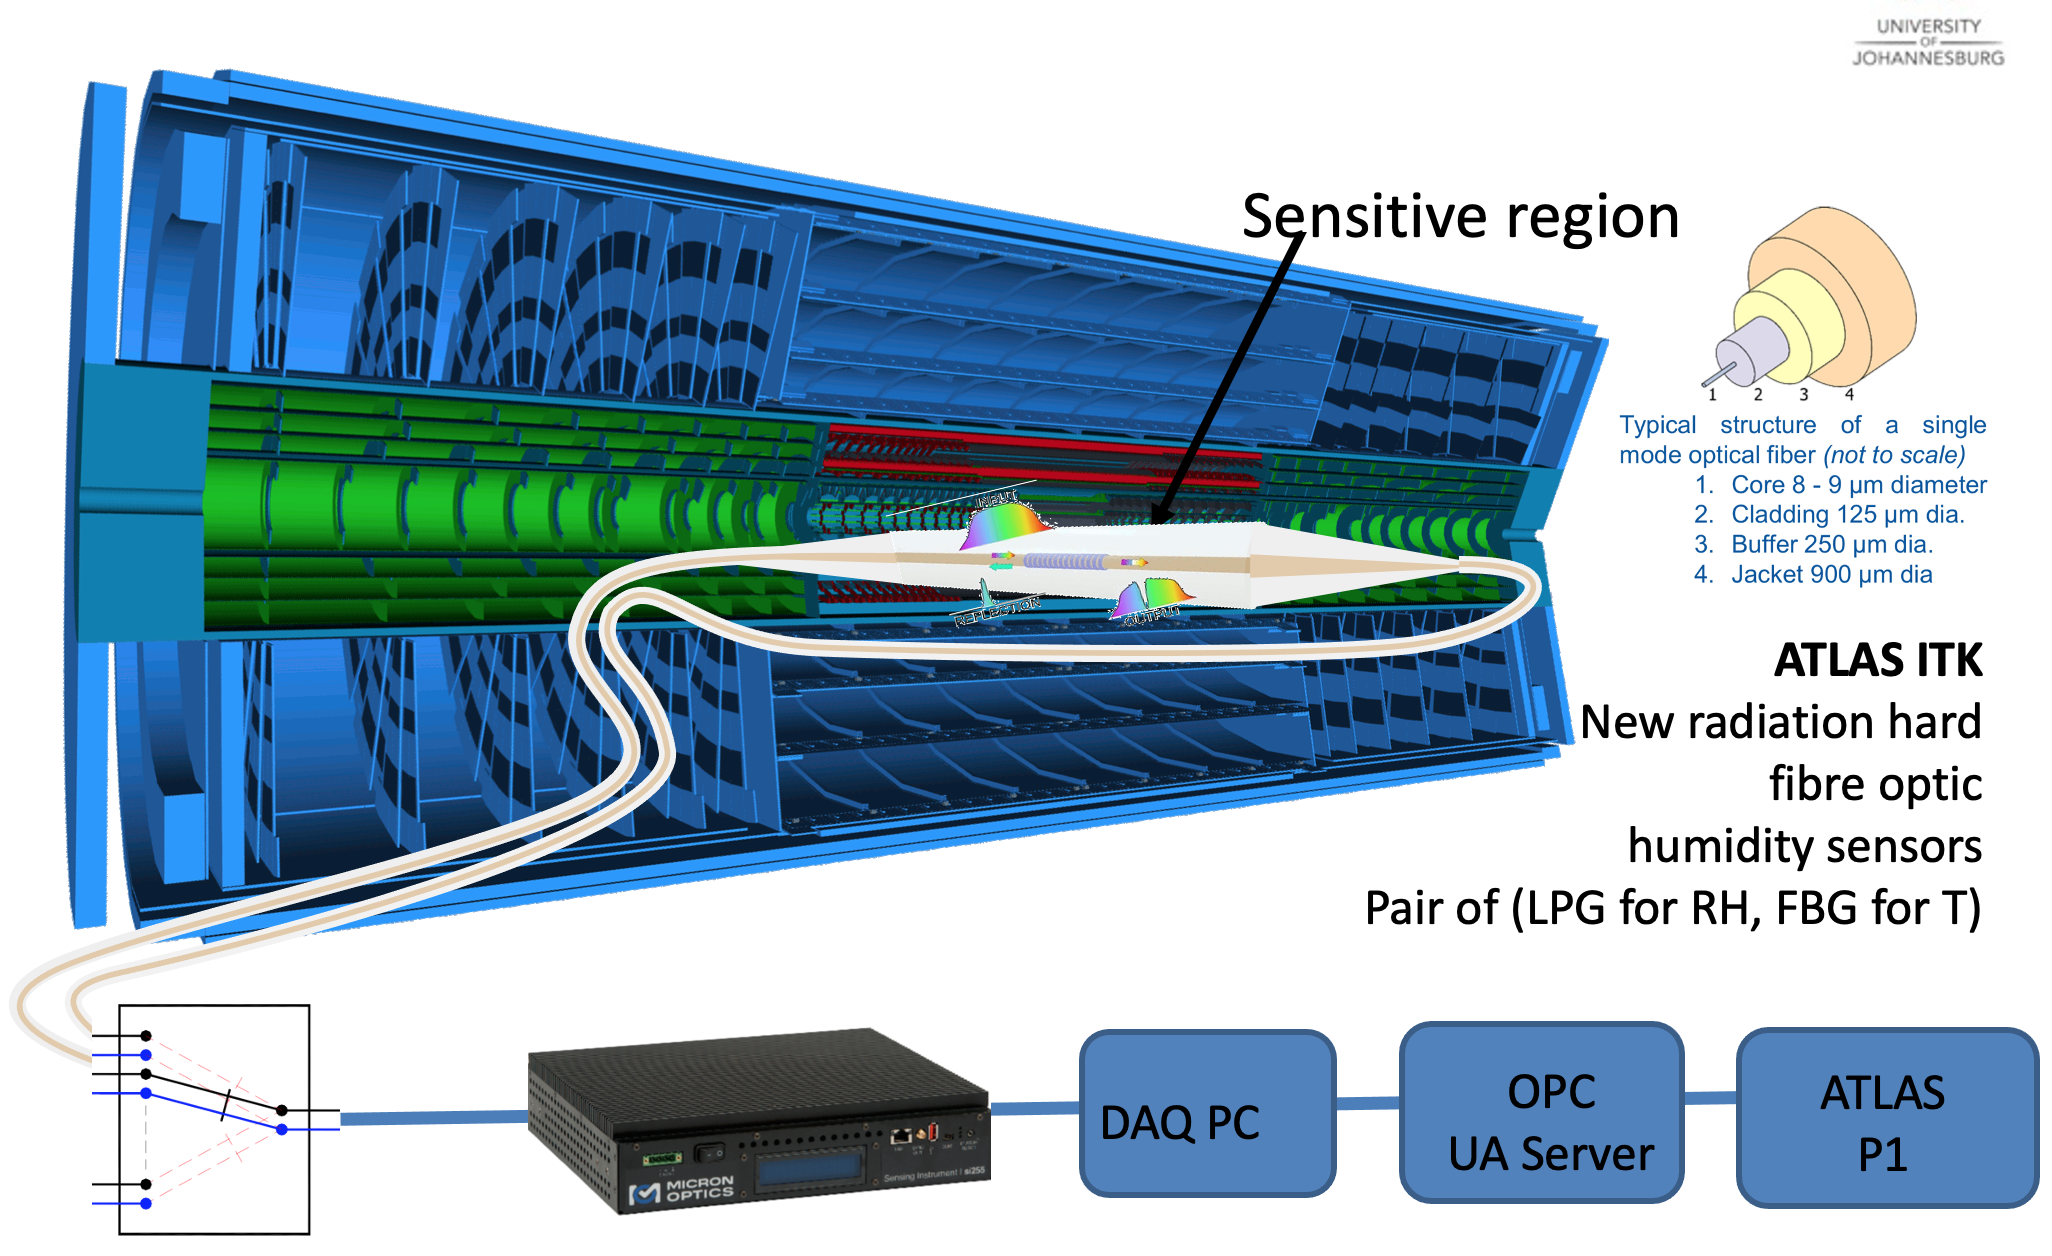 UNIVERSITY
OF
JOHANNESBURG
Sensitive region
1 2 3 4
Typical structure of a single
mode optical fiber (not to scale)
1. Core 8 - 9 µm diameter
2. Cladding 125 µm dia.
3. Buffer 250 µm dia.
4. Jacket 900 µm dia
INPUT
REFLECTION
OUTPUT
ATLAS ITK
New radiation hard
fibre optic
humidity sensors
Pair of (LPG for RH, FBG for T)
MICRON
OPTICS
Sensing Instrument | si255
DAQ PC
OPC
UA Server
ATLAS
P1